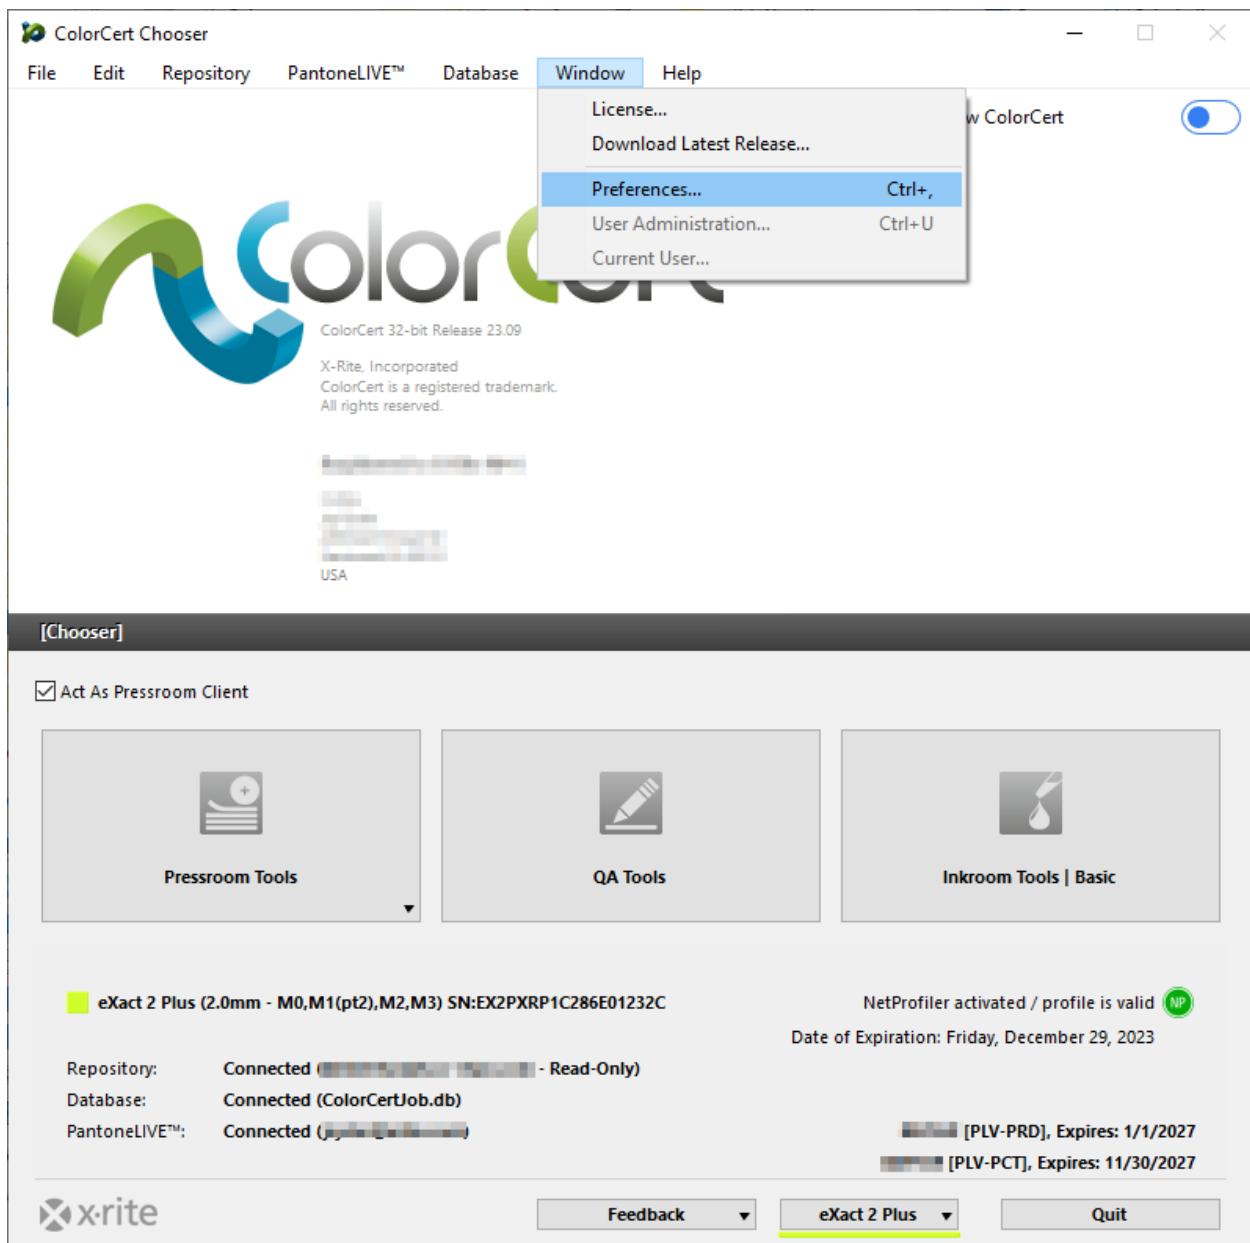 ColorCert Chooser
File Edit Repository PantoneLIVE™ Database Window Help
License...
w ColorCert
Download Latest Release...
Preferences... Ctrl+,
User Administration... Ctrl+U
Current User...
ColorCert
ColorCert 32-bit Release 23.09
X-Rite, Incorporated
ColorCert is a registered trademark.
All rights reserved.
USA
[Chooser]
Act As Pressroom Client
Pressroom Tools
QA Tools
Inkroom Tools | Basic
eXact 2 Plus (2.0mm - M0,M1(pt2),M2,M3) SN:EX2PXRP1C286E01232C
NetProfiler activated / profile is valid NP
Date of Expiration: Friday, December 29, 2023
Repository: Connected ( - Read-Only)
Database: Connected (ColorCertJob.db)
PantoneLIVE™: Connected ( )
[PLV-PRD], Expires: 1/1/2027
[PLV-PCT], Expires: 11/30/2027
x·rite
Feedback
eXact 2 Plus
Quit